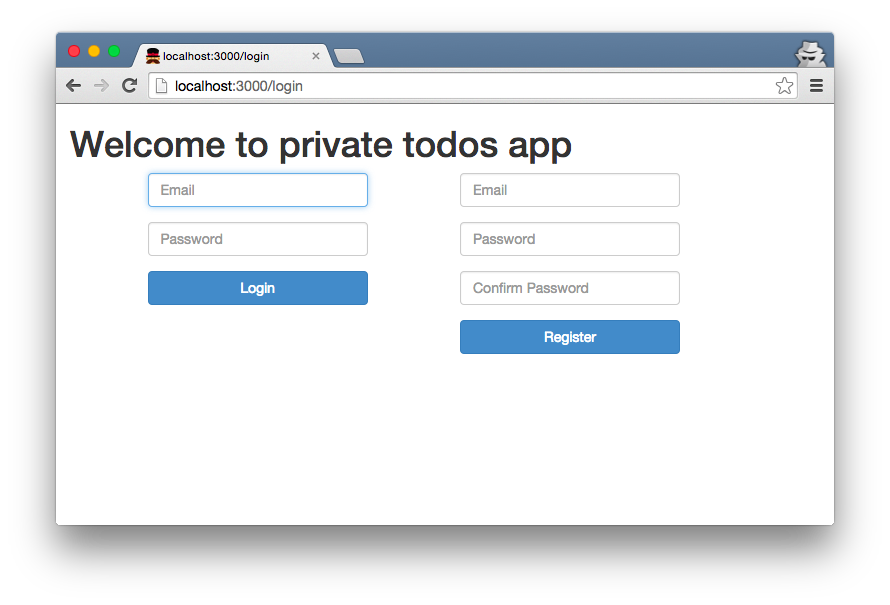 localhost:3000/login
localhost:3000/login
Welcome to private todos app
Email
Password
Login
Email
Password
Confirm Password
Register